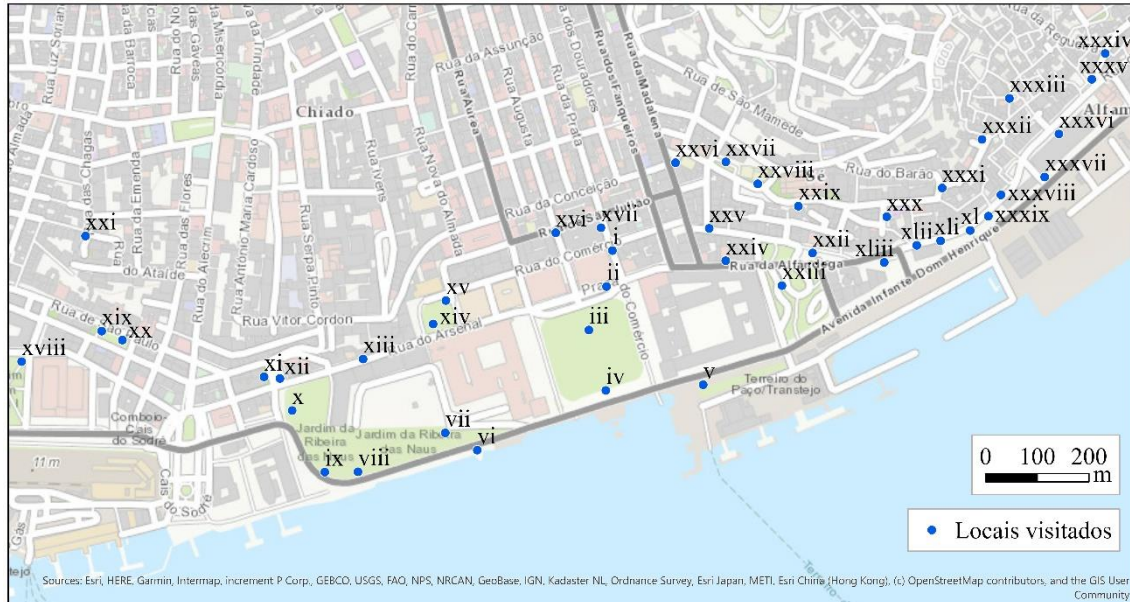 xxxiv
xxxv
xxxiii
xxxvi
xxxii
xxxvii
xxxi
xxxviii
xxxix
xl
xli
xlii
xliii
xxx
xxix
xxviii
xxvii
xxvi
xxv
xxiv
xxii
xxiii
xvii
xvi
i
ii
iii
iv
v
vi
vii
viii
ix
x
xi
xii
xiii
xiv
xv
xviii
xix
xx
xxi
Rua Luz Soriano
Rua da Barroca
Rua do Norte
Rua das Gáveas
Misericórdia
Rua da Trindade
Rua do Carmo
Rua da Assunção
Rua Áurea
Rua Augusta
Rua da Prata
Rua dos Douradores
Rua dos Fanqueiros
Rua da Madalena
Rua de São Mamede
Chiado
Rua das Chagas
Rua da Emenda
Rua das Flores
Rua do Alecrim
Rua António Maria Cardoso
Rua Serpa Pinto
Rua Ivens
Rua Nova do Almada
Rua da Conceição
Rua do Comércio
Rua do Barão
Sé
do Ataíde
Rua de São Paulo
Rua Vitor Cordon
Rua do Arsenal
Praça do Comércio
Rua da Alfândega
Avenida Infante Dom Henrique
Terreiro do
Paço/Transtejo
Comboio-
Cais
do Sodré
Jardim da
Ribeira
das Naus
Jardim da Ribeira
das Naus
11 m
Cais
do Sodré
0 100 200
m
Locais visitados
Sources: Esri, HERE, Garmin, Intermap, increment P Corp., GEBCO, USGS, FAO, NPS, NRCAN, GeoBase, IGN, Kadaster NL, Ordnance Survey, Esri Japan, METI, Esri China (Hong Kong), (c) OpenStreetMap contributors, and the GIS User
Community